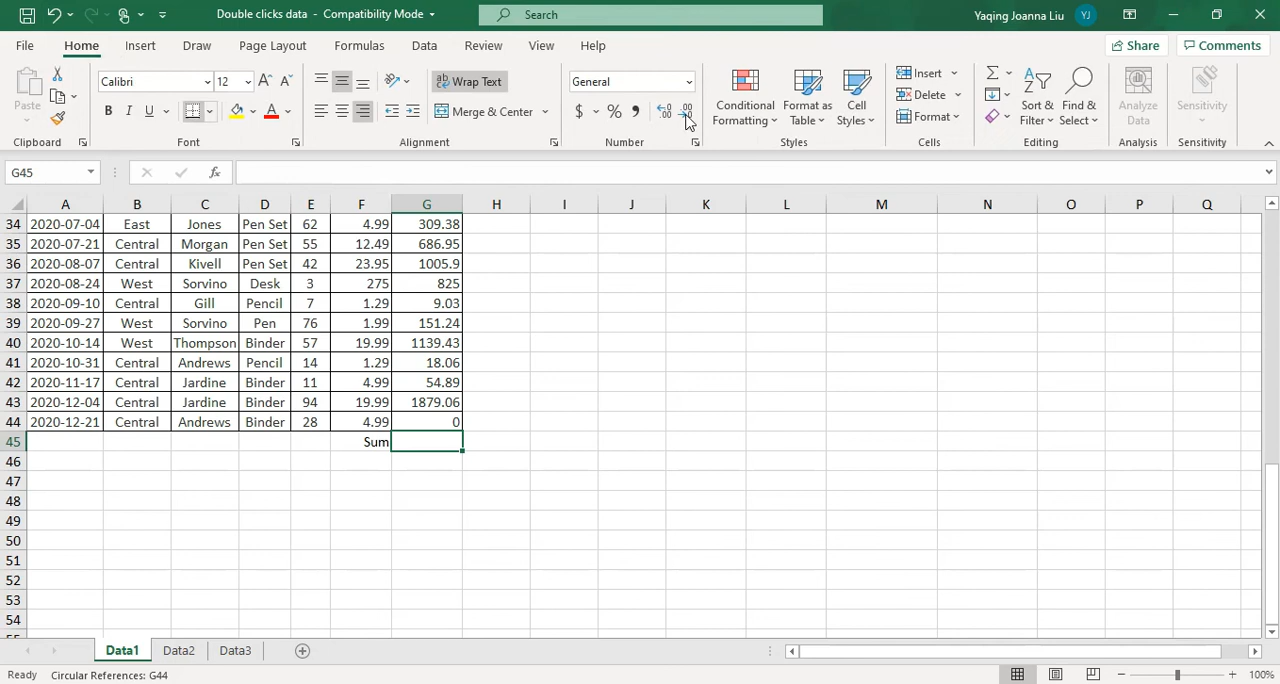 Double clicks data - Compatibility Mode
Search
Yaqing Joanna Liu YJ
File Home Insert Draw Page Layout Formulas Data Review View Help Share Comments
Paste
Calibri 12 A A
B I U A
ab Wrap Text
Merge & Center
General
$ % , .00 .00
Conditional Formatting
Format as Table
Cell Styles
Insert
Delete
Format
Sort & Filter
Find & Select
Analyze Data
Sensitivity
Clipboard Font Alignment Number Styles Cells Editing Analysis Sensitivity
G45 fx
A B C D E F G H I J K L M N O P Q
34 2020-07-04 East Jones Pen Set 62 4.99 309.38
35 2020-07-21 Central Morgan Pen Set 55 12.49 686.95
36 2020-08-07 Central Kivell Pen Set 42 23.95 1005.9
37 2020-08-24 West Sorvino Desk 3 275 825
38 2020-09-10 Central Gill Pencil 7 1.29 9.03
39 2020-09-27 West Sorvino Pen 76 1.99 151.24
40 2020-10-14 West Thompson Binder 57 19.99 1139.43
41 2020-10-31 Central Andrews Pencil 14 1.29 18.06
42 2020-11-17 Central Jardine Binder 11 4.99 54.89
43 2020-12-04 Central Jardine Binder 94 19.99 1879.06
44 2020-12-21 Central Andrews Binder 28 4.99 0
45 Sum
46
47
48
49
50
51
52
53
54
Data1 Data2 Data3
Ready Circular References: G44 100%